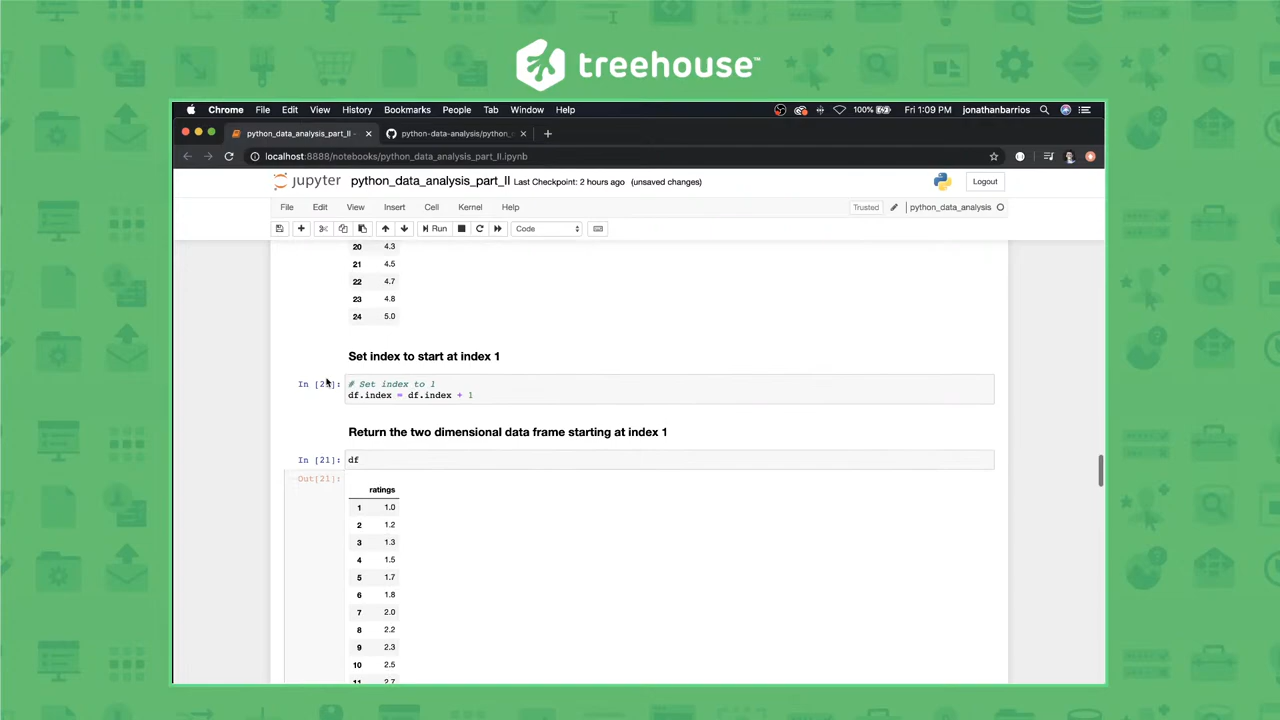 treehouse™
Chrome File Edit View History Bookmarks People Tab Window Help 100% Fri 1:09 PM jonathanbarrios
python_data_analysis_part_II - python-data-analysis/python_
localhost:8888/notebooks/python_data_analysis_part_II.ipynb
jupyter python_data_analysis_part_II Last Checkpoint: 2 hours ago (unsaved changes) Logout
File Edit View Insert Cell Kernel Help Trusted python_data_analysis
Run Code
20 4.3
21 4.5
22 4.7
23 4.8
24 5.0
Set index to start at index 1
In [2 ]: # Set index to 1
df.index = df.index + 1
Return the two dimensional data frame starting at index 1
In [21]: df
Out[21]:
ratings
1 1.0
2 1.2
3 1.3
4 1.5
5 1.7
6 1.8
7 2.0
8 2.2
9 2.3
10 2.5
11 2.7